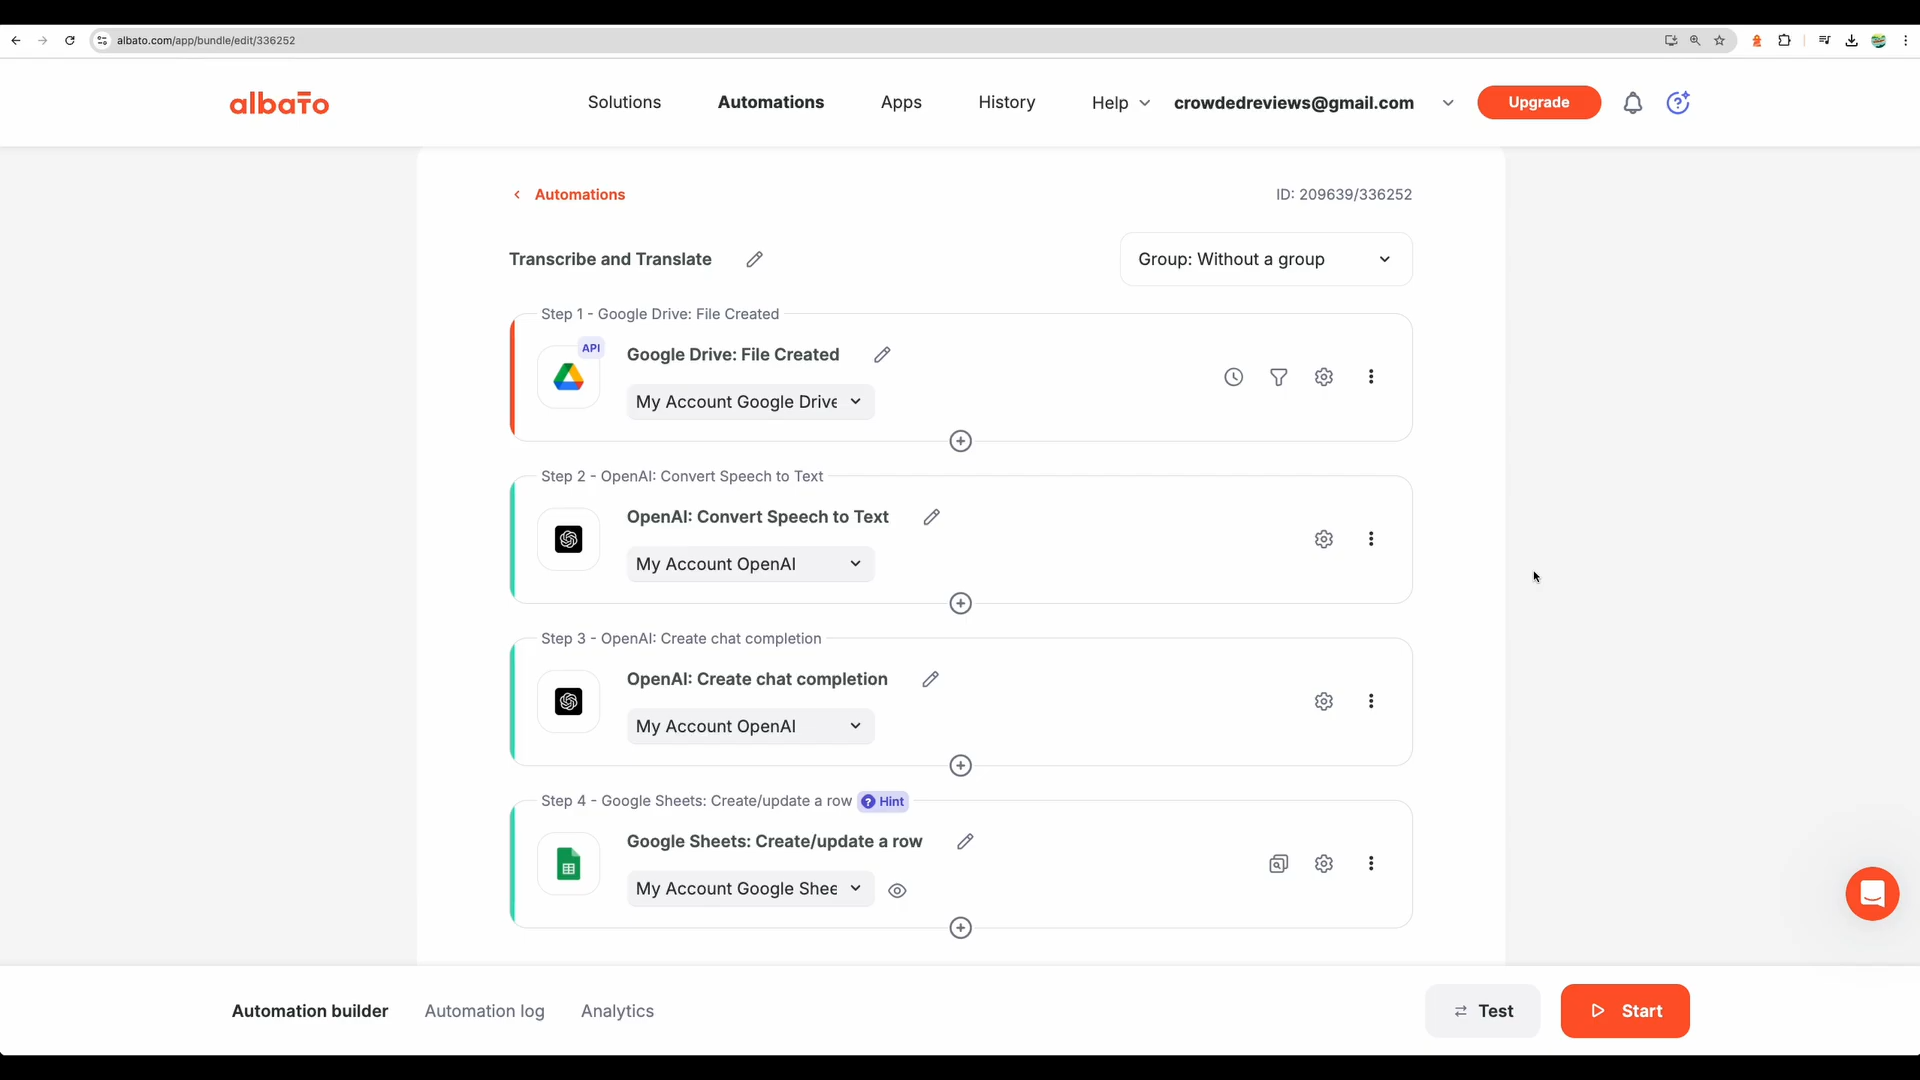 albato.com/app/bundle/edit/336252
albato
Solutions
Automations
Apps
History
Help
crowdedreviews@gmail.com
Upgrade
Automations
ID: 209639/336252
Transcribe and Translate
Group: Without a group
Step 1 - Google Drive: File Created
API
Google Drive: File Created
My Account Google Drive
Step 2 - OpenAI: Convert Speech to Text
OpenAI: Convert Speech to Text
My Account OpenAI
Step 3 - OpenAI: Create chat completion
OpenAI: Create chat completion
My Account OpenAI
Step 4 - Google Sheets: Create/update a row
? Hint
Google Sheets: Create/update a row
My Account Google Shee
Automation builder
Automation log
Analytics
Test
Start